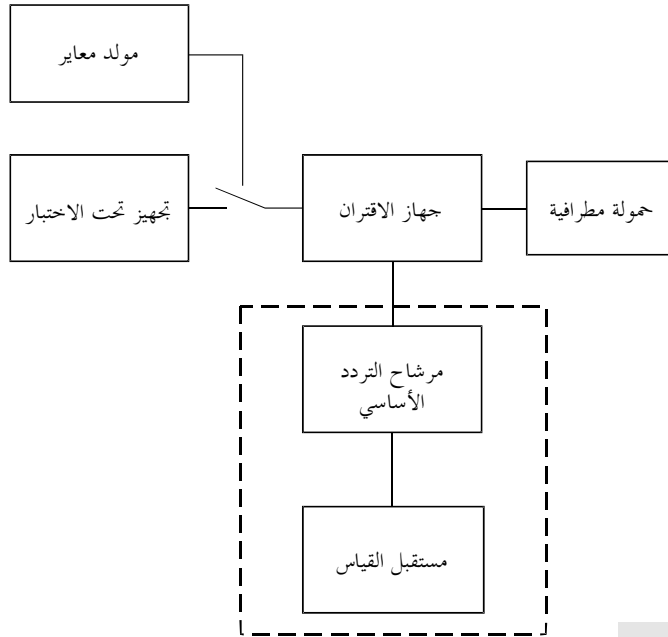 مولد معاير
تجهيز تحت الاختبار
جهاز الاقتران
حمولة مطرافية
مرشاح التردد
الأساسي
مستقبل القياس